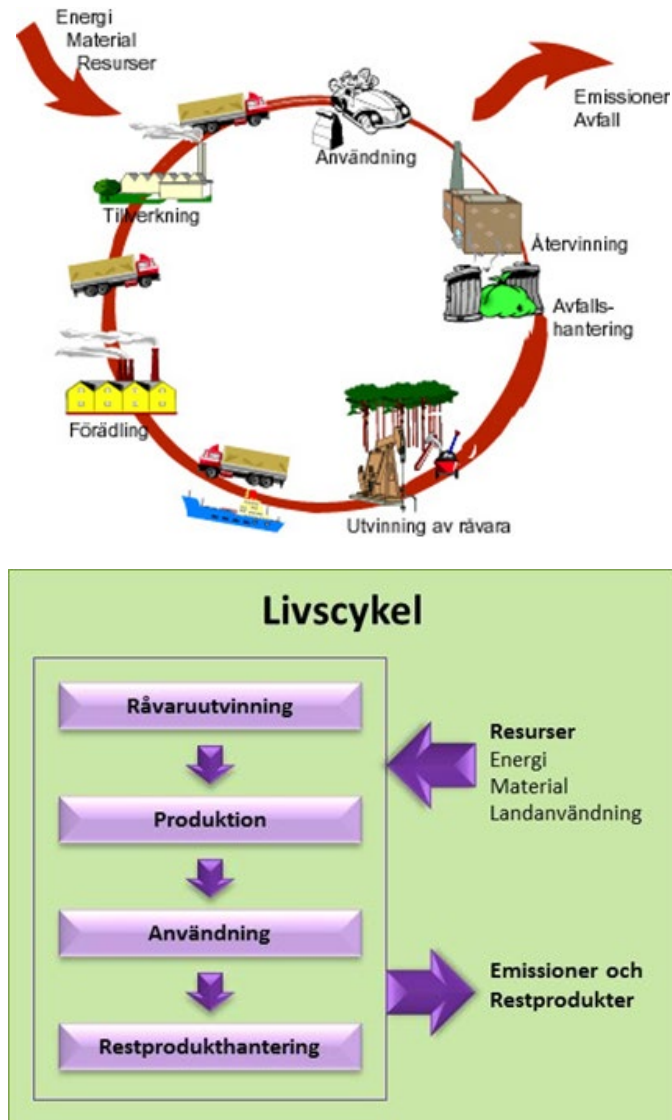 Energi
Material
Resurser
Emissioner
Avfall
Användning
Tillverkning
Återvinning
Avfalls-
hantering
Förädling
Utvinning av råvara
Livscykel
Råvaruutvinning
Produktion
Användning
Restprodukthantering
Resurser
Energi
Material
Landanvändning
Emissioner och
Restprodukter